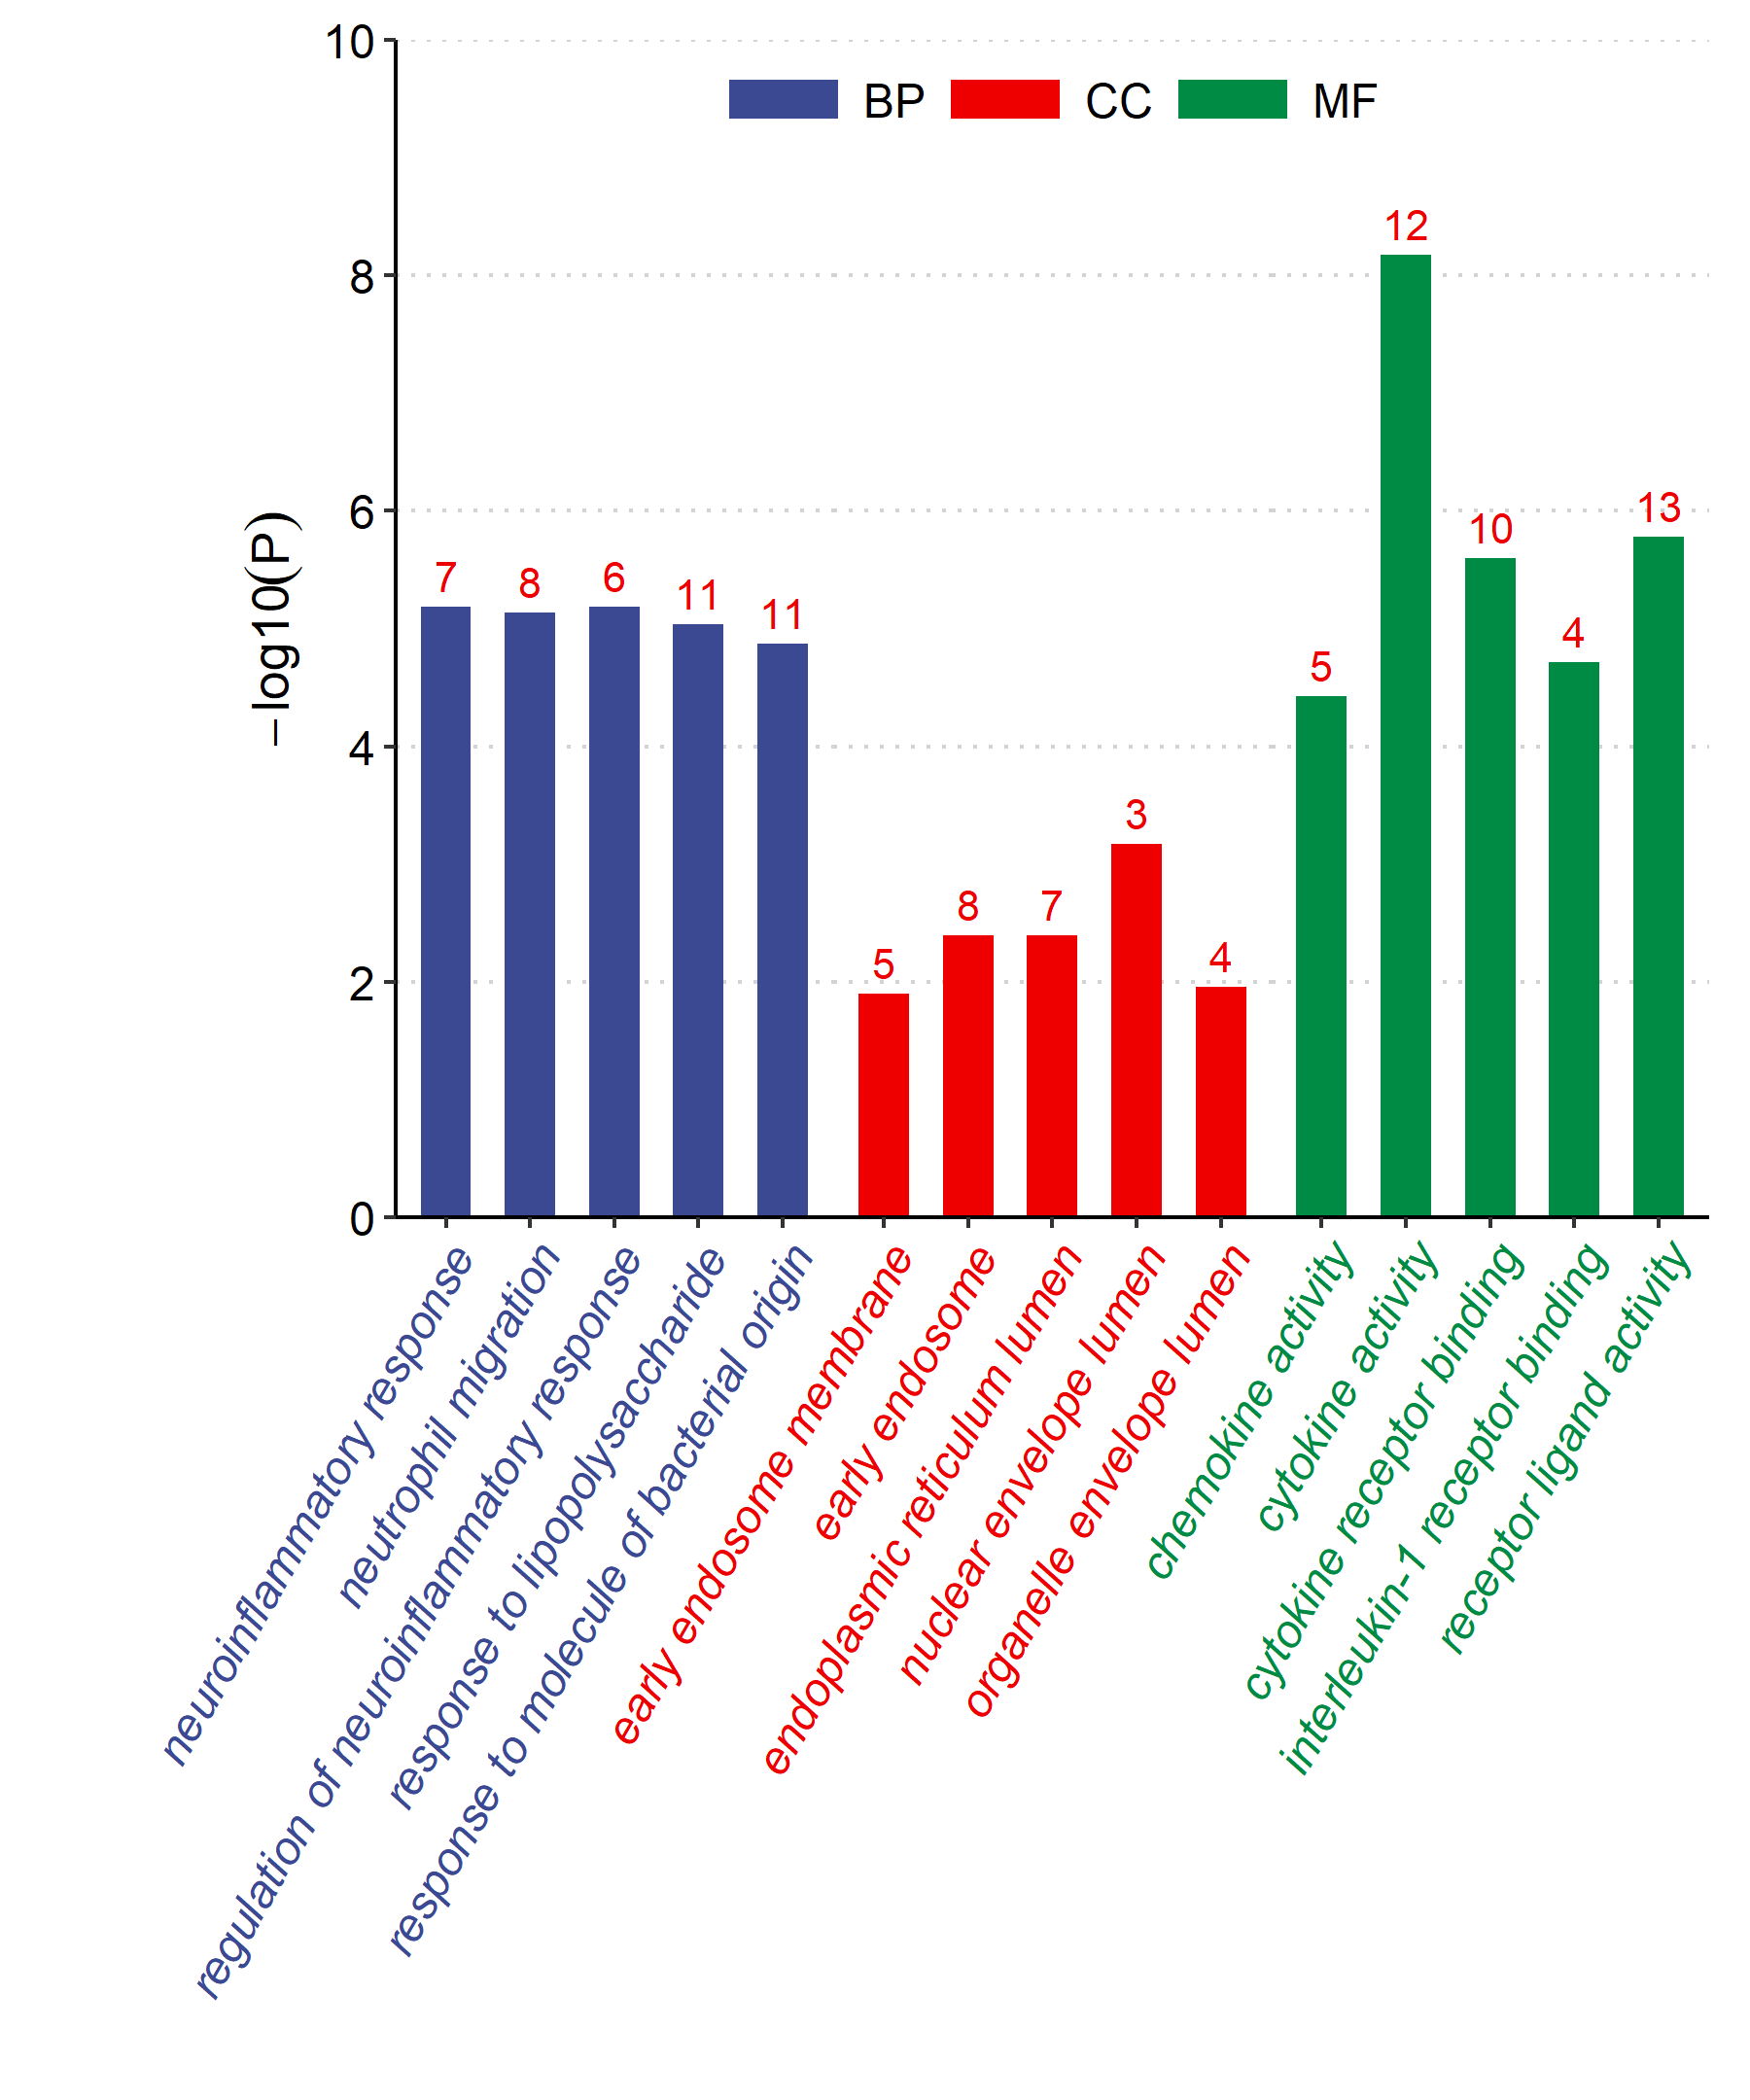 10
8
6
4
2
0
−log10(P)
BP CC MF
7
8
6
11
11
5
8
7
3
4
5
12
10
4
13
neuroinflammatory response
neutrophil migration
regulation of neuroinflammatory response
response to lipopolysaccharide
response to molecule of bacterial origin
early endosome membrane
early endosome
endoplasmic reticulum lumen
nuclear envelope lumen
organelle envelope lumen
chemokine activity
cytokine activity
cytokine receptor binding
interleukin-1 receptor binding
receptor ligand activity